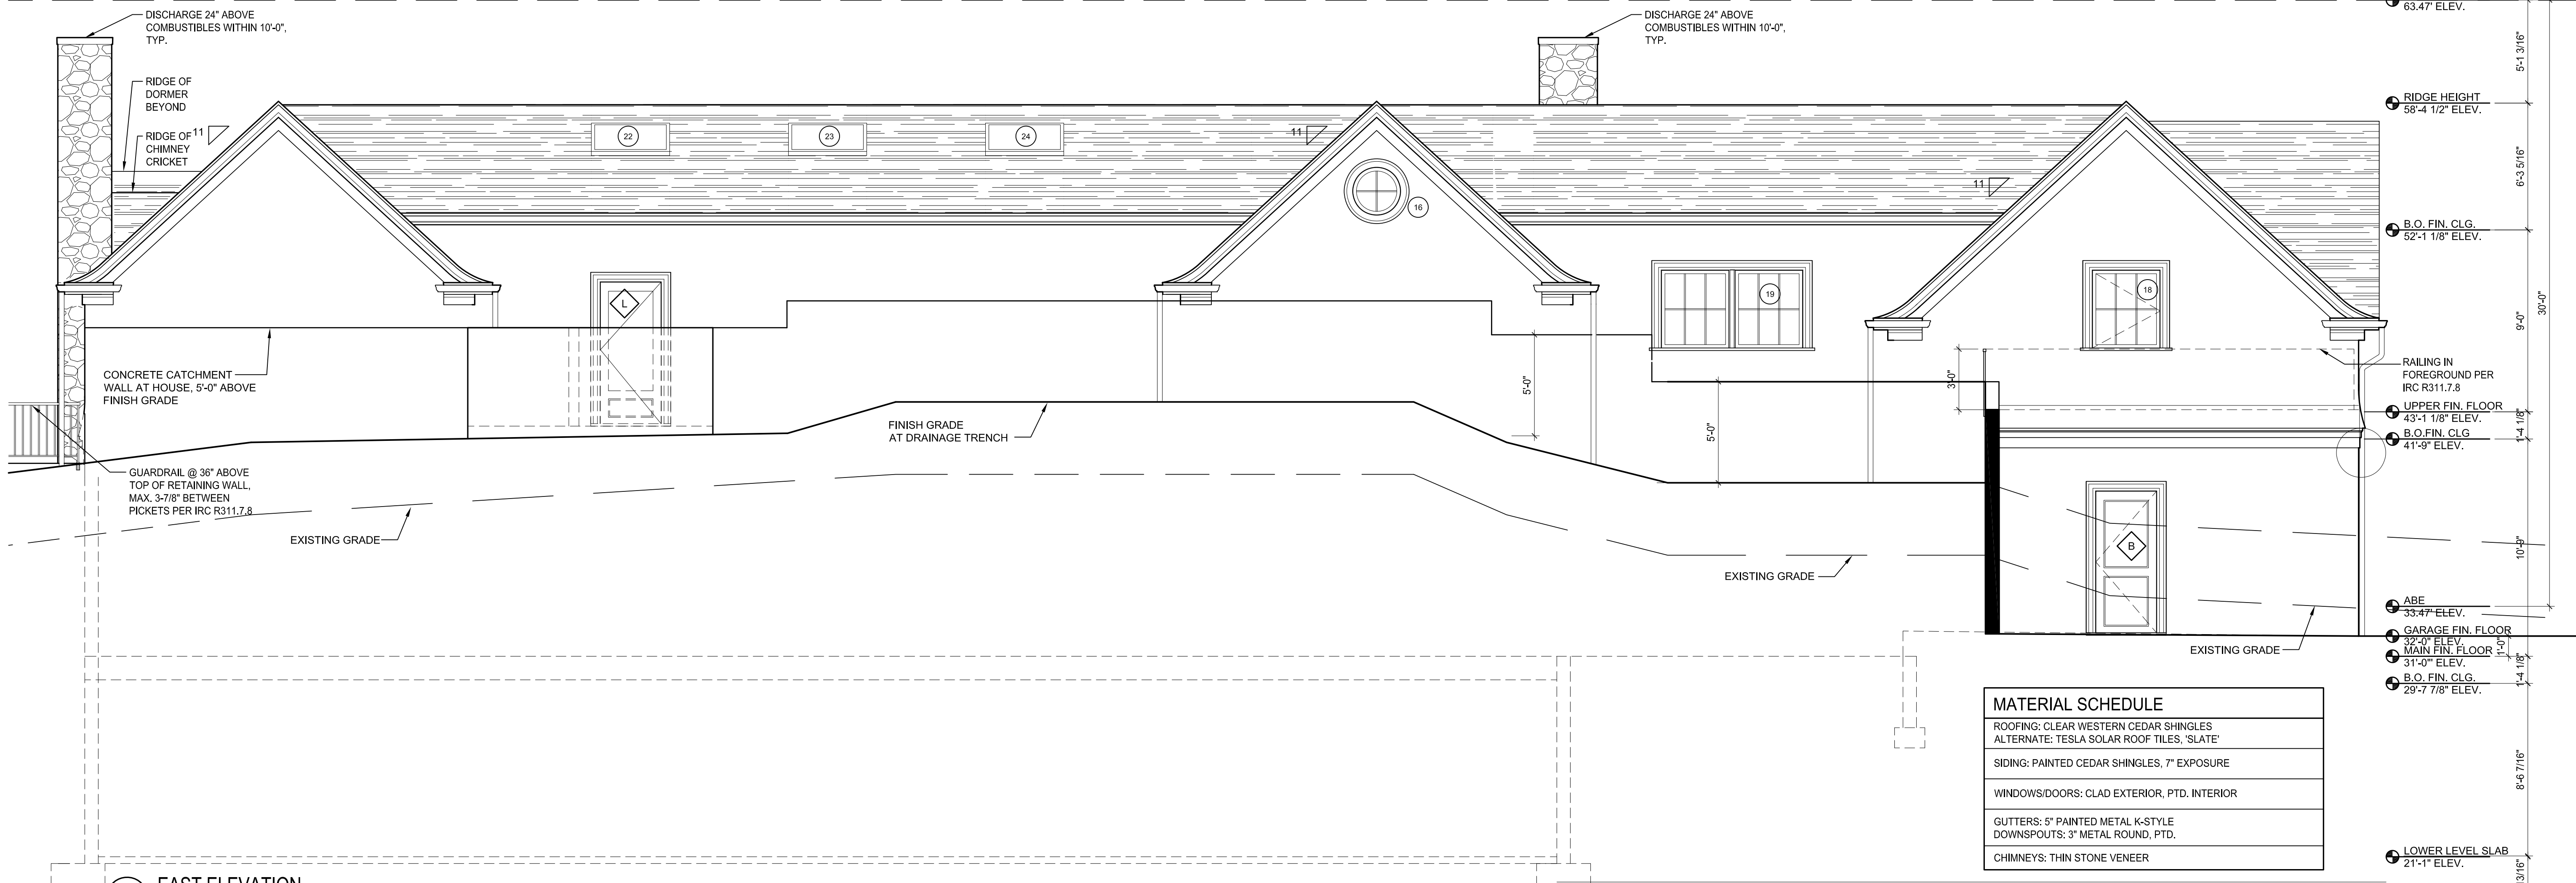 DISCHARGE 24" ABOVE
COMBUSTIBLES WITHIN 10'-0",
TYP.
RIDGE OF
DORMER
BEYOND
RIDGE OF
CHIMNEY
CRICKET
11
22
23
24
11
16
DISCHARGE 24" ABOVE
COMBUSTIBLES WITHIN 10'-0",
TYP.
11
L
19
18
CONCRETE CATCHMENT
WALL AT HOUSE, 5'-0" ABOVE
FINISH GRADE
GUARDRAIL @ 36" ABOVE
TOP OF RETAINING WALL,
MAX. 3-7/8" BETWEEN
PICKETS PER IRC R311.7.8
EXISTING GRADE
FINISH GRADE
AT DRAINAGE TRENCH
5'-0"
5'-0"
3'-0"
EXISTING GRADE
B
EXISTING GRADE
RAILING IN
FOREGROUND PER
IRC R311.7.8
63.47' ELEV.
RIDGE HEIGHT
58'-4 1/2" ELEV.
B.O. FIN. CLG.
52'-1 1/8" ELEV.
UPPER FIN. FLOOR
43'-1 1/8" ELEV.
B.O.FIN. CLG
41'-9" ELEV.
ABE
33.47' ELEV.
GARAGE FIN. FLOOR
32'-0" ELEV.
MAIN FIN. FLOOR
31'-0'" ELEV.
B.O. FIN. CLG.
29'-7 7/8" ELEV.
LOWER LEVEL SLAB
21'-1" ELEV.
5'-1 3/16"
6'-3 5/16"
9'-0"
1'-4 1/8"
10'-9"
1'-0"
1'-4 1/8"
8'-6 7/16"
3/16"
30'-0"
MATERIAL SCHEDULE
ROOFING: CLEAR WESTERN CEDAR SHINGLES
ALTERNATE: TESLA SOLAR ROOF TILES, 'SLATE'
SIDING: PAINTED CEDAR SHINGLES, 7" EXPOSURE
WINDOWS/DOORS: CLAD EXTERIOR, PTD. INTERIOR
GUTTERS: 5" PAINTED METAL K-STYLE
DOWNSPOUTS: 3" METAL ROUND, PTD.
CHIMNEYS: THIN STONE VENEER
EAST ELEVATION